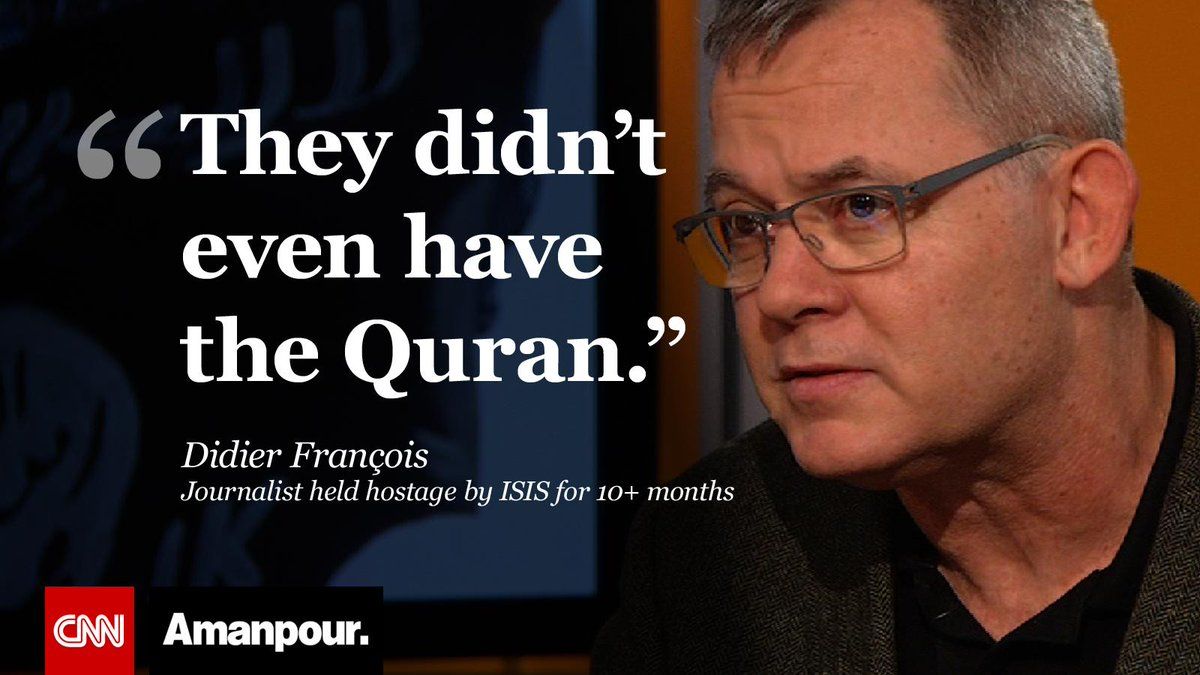 “They didn’t
even have
the Quran.”
Didier François
Journalist held hostage by ISIS for 10+ months
CNN
Amanpour.